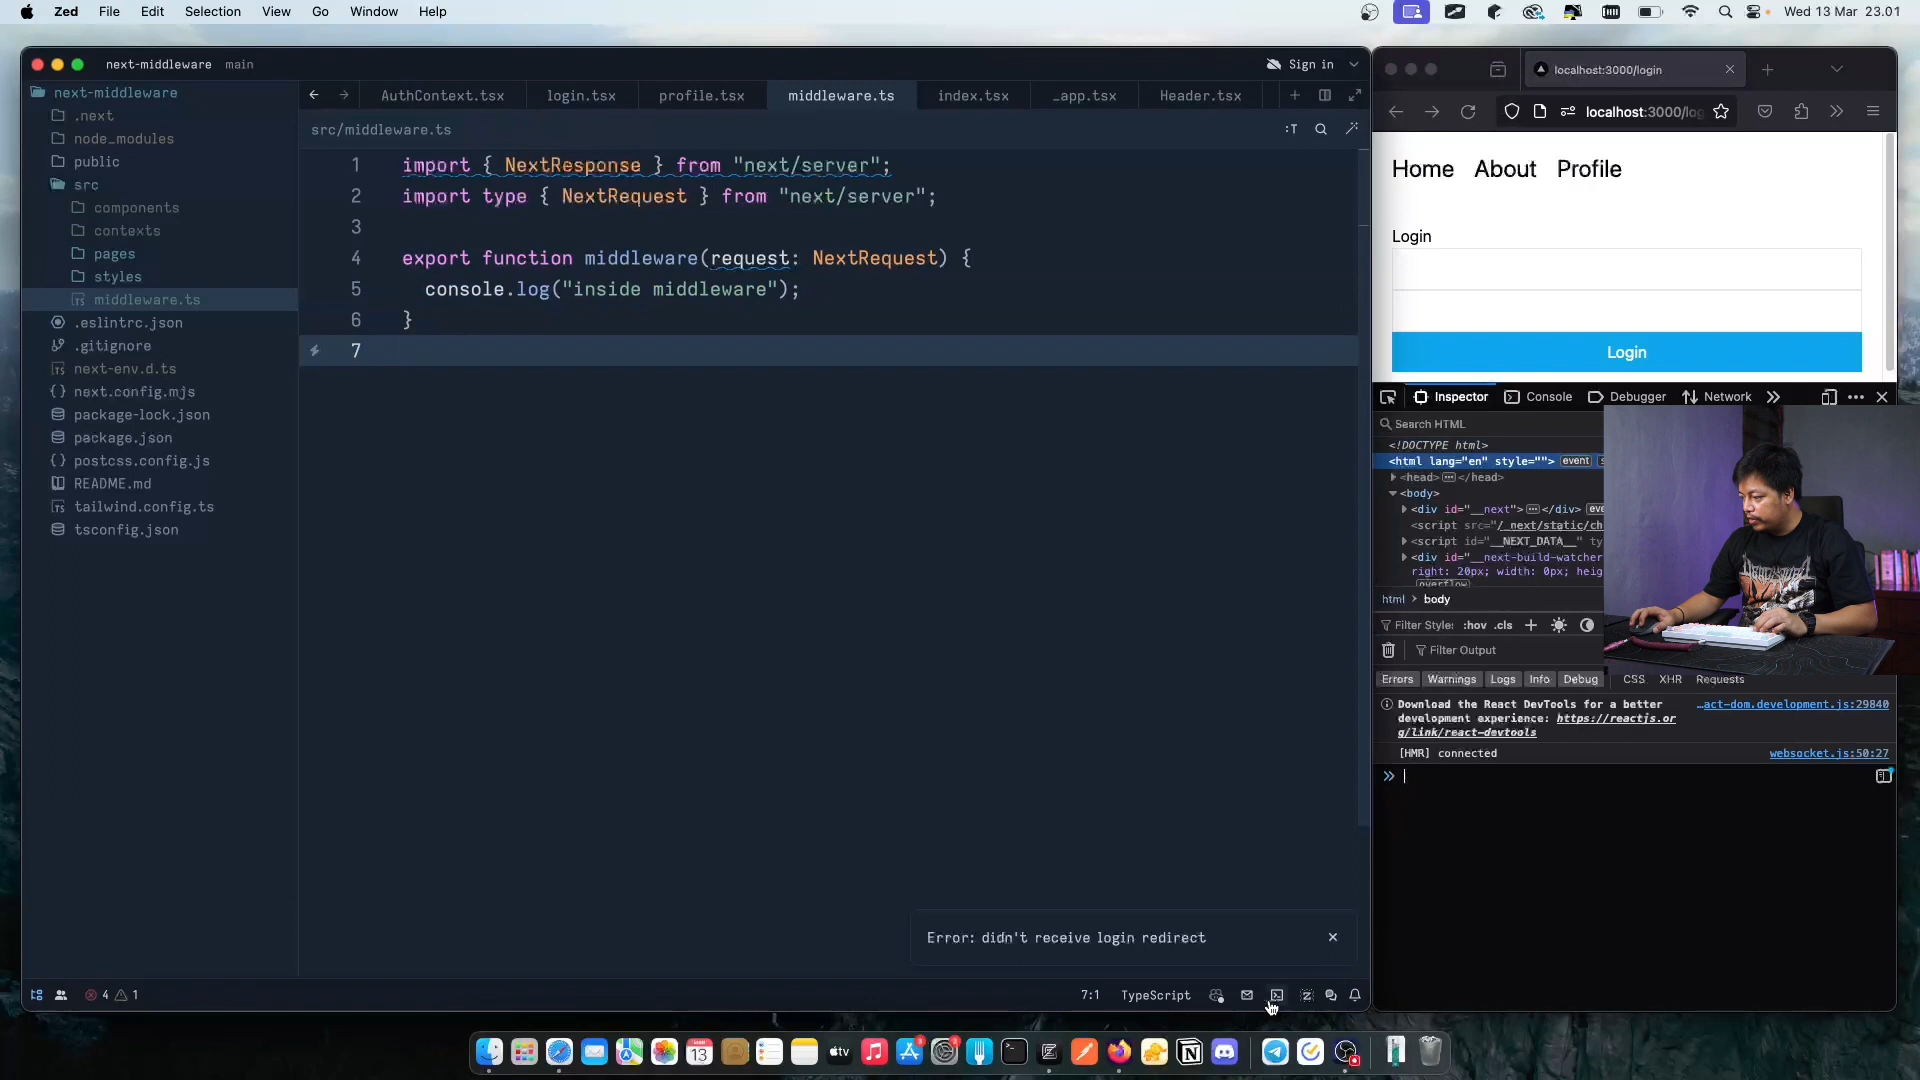 Zed File Edit Selection View Go Window Help
Wed 13 Mar 23.01
next-middleware main
Sign in
localhost:3000/login
next-middleware
.next
node_modules
public
src
components
contexts
pages
styles
middleware.ts
.eslintrc.json
.gitignore
next-env.d.ts
next.config.mjs
package-lock.json
package.json
postcss.config.js
README.md
tailwind.config.ts
tsconfig.json
AuthContext.tsx login.tsx profile.tsx middleware.ts index.tsx _app.tsx Header.tsx
src/middleware.ts
1 import { NextResponse } from "next/server";
2 import type { NextRequest } from "next/server";
3
4 export function middleware(request: NextRequest) {
5 console.log("inside middleware");
6 }
7
Error: didn't receive login redirect
4 1
7:1 TypeScript
localhost:3000/log
Home About Profile
Login
Login
Inspector Console Debugger Network
Search HTML
<!DOCTYPE html>
<html lang="en" style=""> event
<head> </head>
<body>
<div id="__next"> </div>
<script src="/_next/static/ch
<script id="__NEXT_DATA__" ty
<div id="__next-build-watcher
right: 20px; width: 0px; heig
overflow
html body
Filter Style: :hov .cls
Filter Output
Errors Warnings Logs Info Debug CSS XHR Requests
Download the React DevTools for a better …act-dom.development.js:29840
development experience: https://reactjs.or
g/link/react-devtools
[HMR] connected websocket.js:50:27